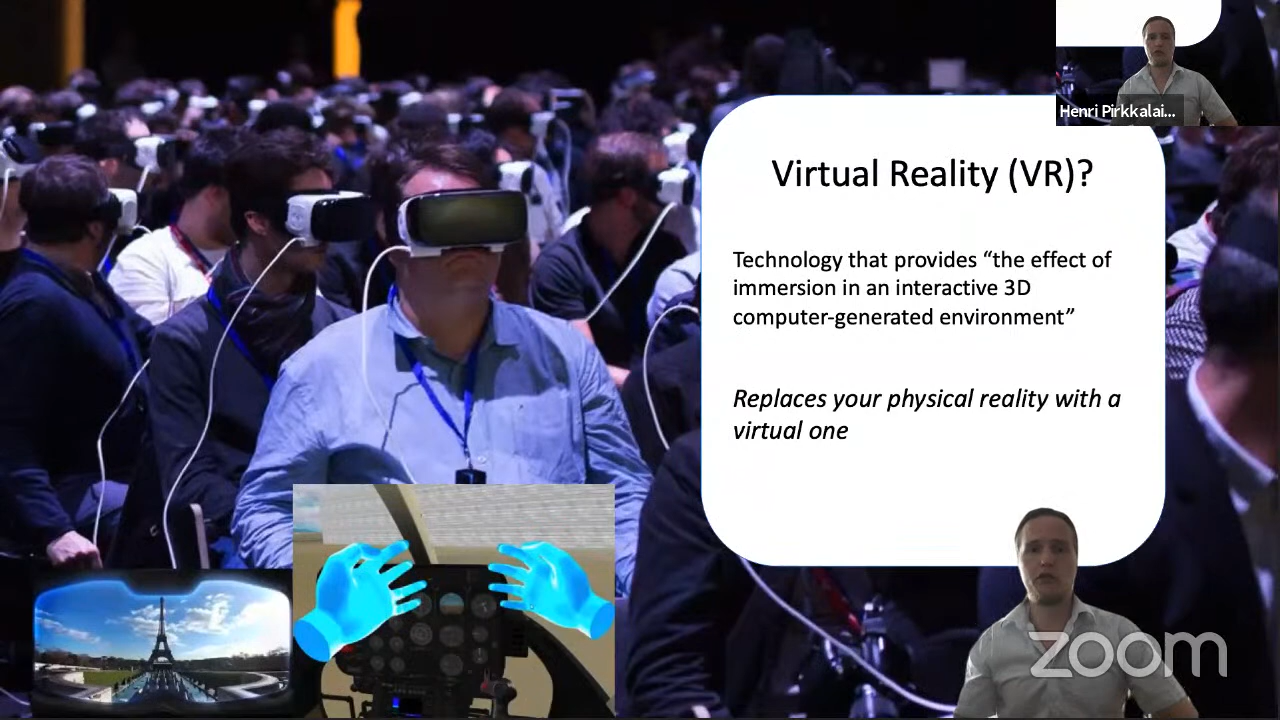 Henri Pirkkalai...
Virtual Reality (VR)?
Technology that provides “the effect of
immersion in an interactive 3D
computer-generated environment”
Replaces your physical reality with a
virtual one
zoom